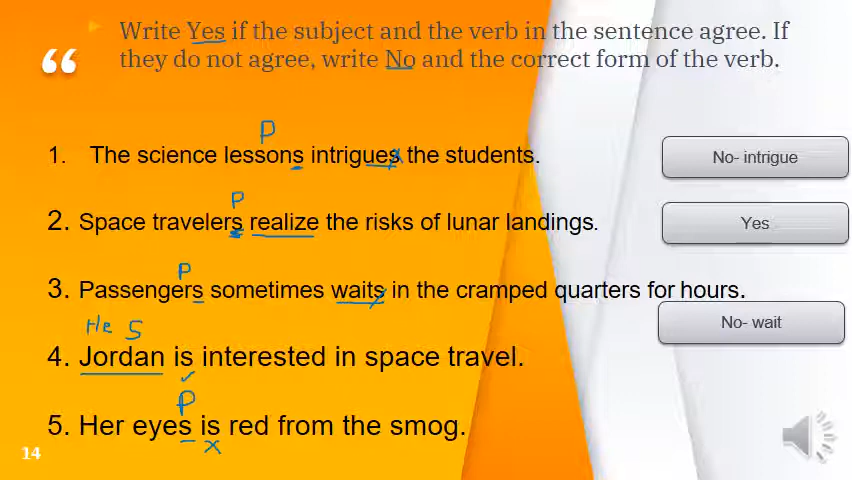 Write Yes if the subject and the verb in the sentence agree. If
they do not agree, write No and the correct form of the verb.
P
1. The science lessons intrigues the students.
No- intrigue
P
2. Space travelers realize the risks of lunar landings.
Yes
P
3. Passengers sometimes waits in the cramped quarters for hours.
No- wait
He S
4. Jordan is interested in space travel.
P
5. Her eyes is red from the smog.
x
14